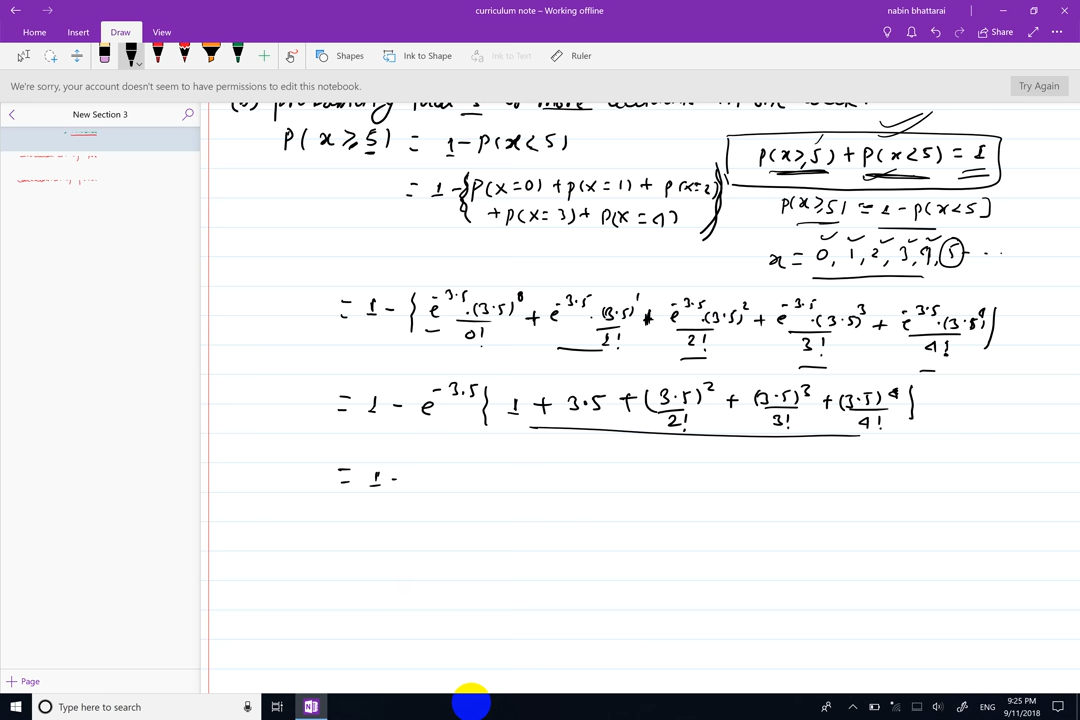 curriculum note – Working offline
nabin bhattarai
Home Insert Draw View
Share
Shapes Ink to Shape Ink to Text Ink to Math Ruler
We're sorry, your account doesn't seem to have permissions to edit this notebook.
Try Again
New Section 3
P(x≥5) = 1-P(x<5)
P(x≥5) + P(x<5) = 1
= 1-{P(x=0)+P(x=1)+P(x=2)
+P(x=3)+P(x=4)}
P(x≥5) = 1-P(x<5)
x = 0, 1, 2, 3, 4, 5 ...
= 1 - {e^-3.5·(3.5)^0/0! + e^-3.5·(3.5)^1/1! + e^-3.5·(3.5)^2/2! + e^-3.5·(3.5)^3/3! + e^-3.5·(3.5)^4/4!}
= 1 - e^-3.5 {1 + 3.5 + (3.5)^2/2! + (3.5)^3/3! + (3.5)^4/4!}
= 1 -
Page
Type here to search
ENG
9:25 PM
9/11/2018